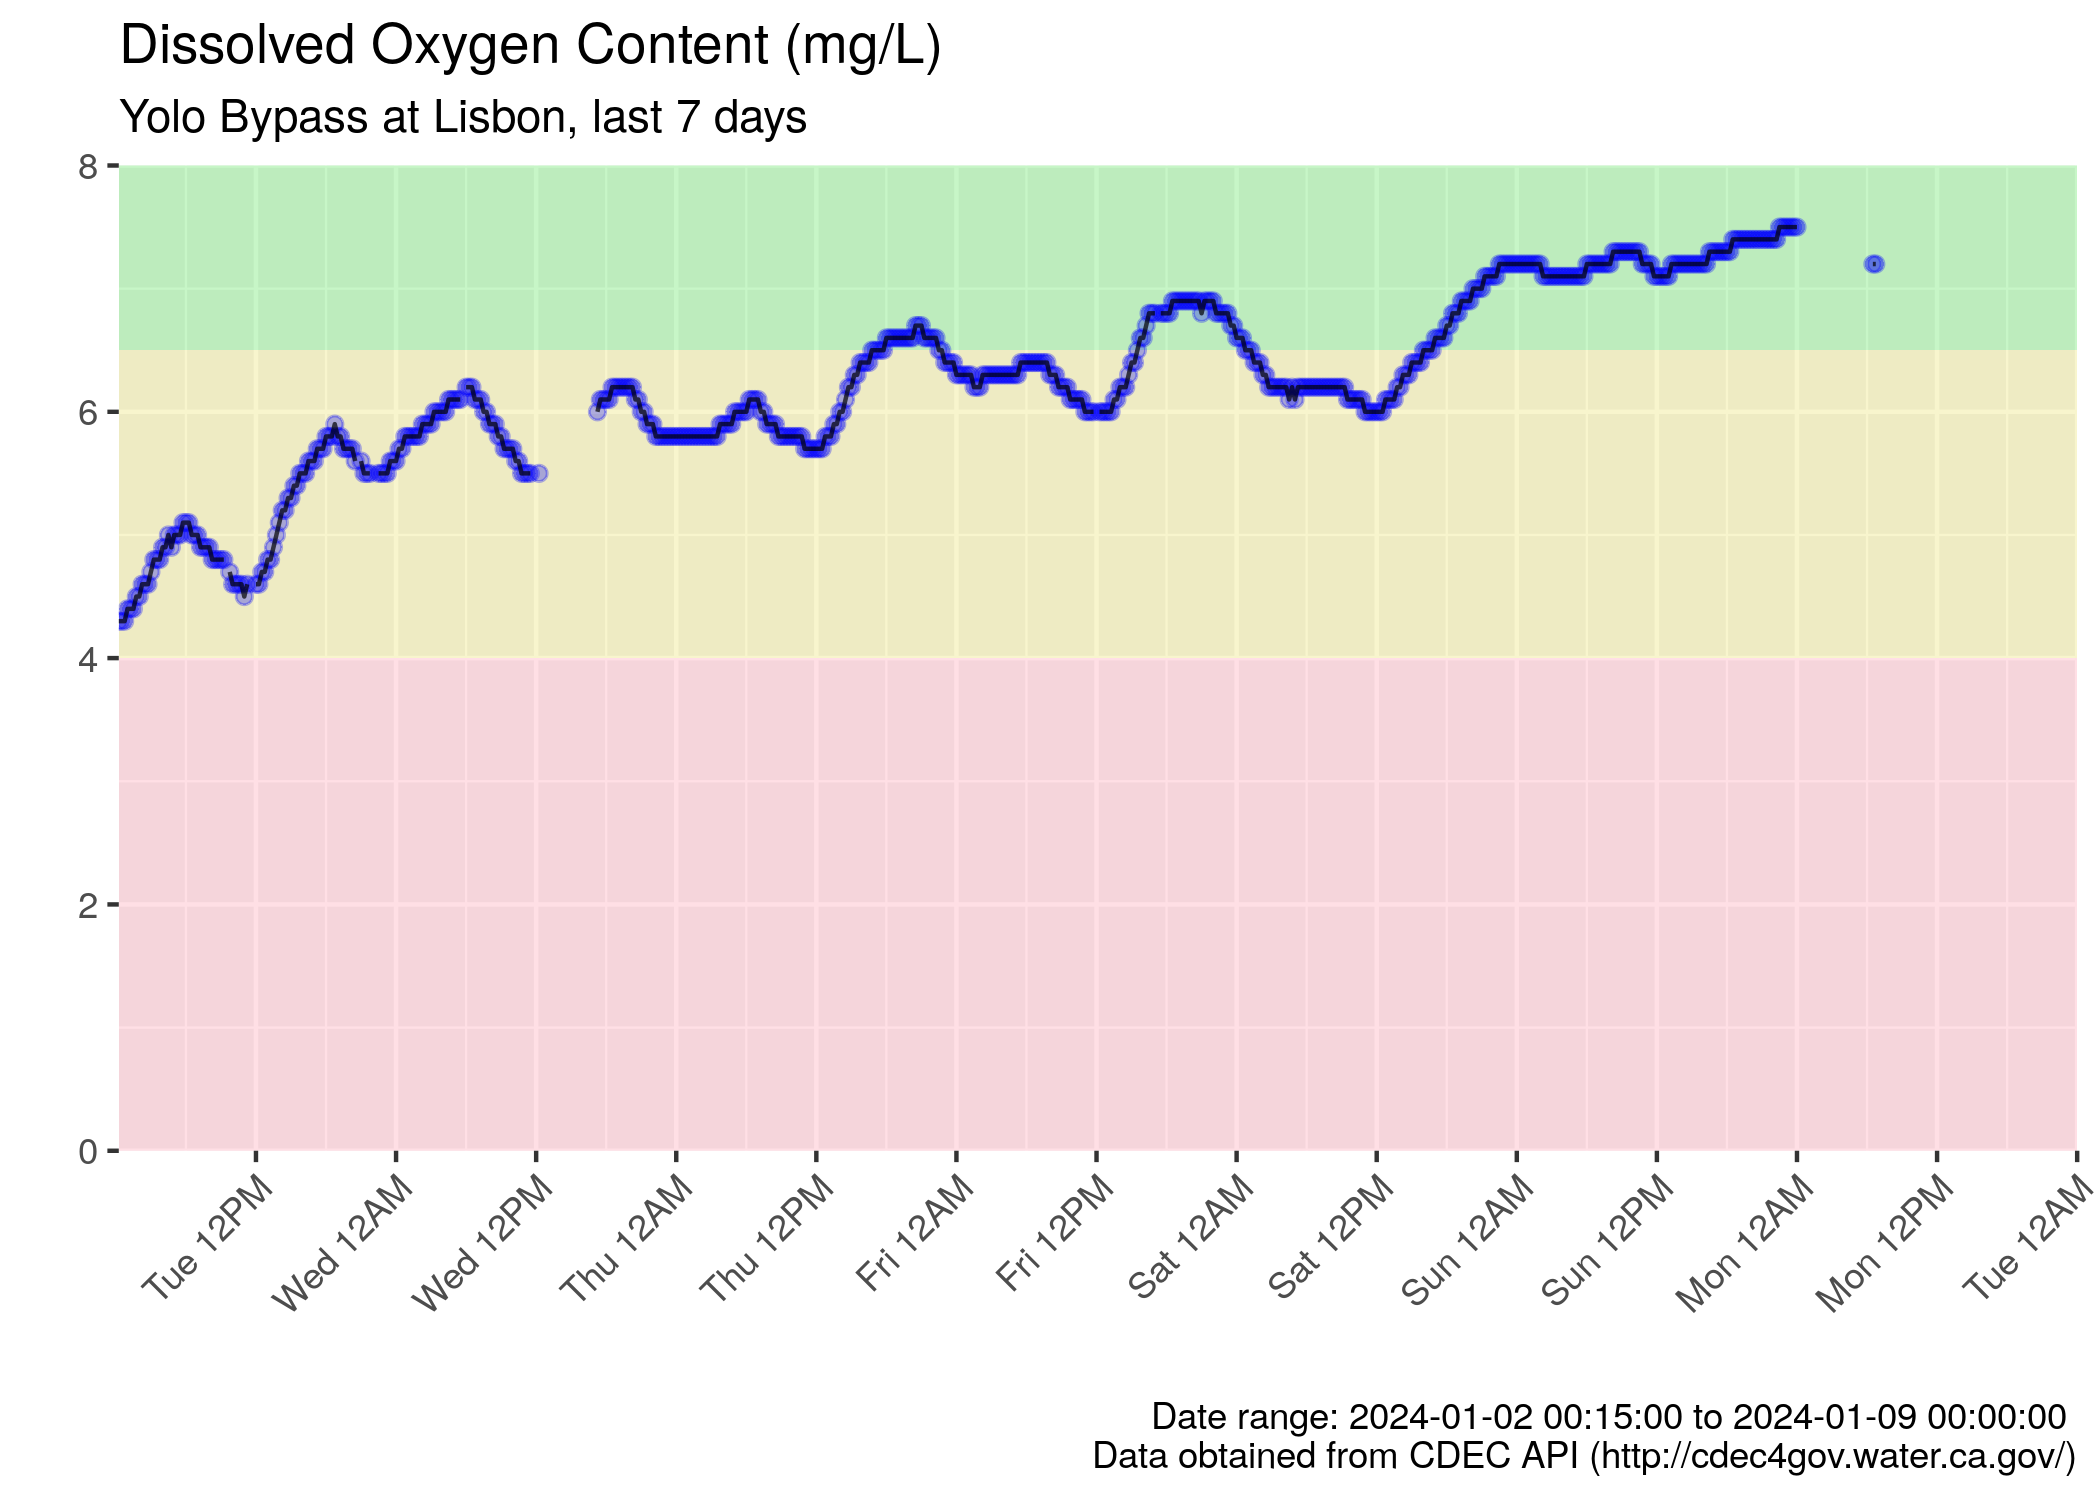 Dissolved Oxygen Content (mg/L)
Yolo Bypass at Lisbon, last 7 days
8
6
4
2
0
Tue 12PM
Wed 12AM
Wed 12PM
Thu 12AM
Thu 12PM
Fri 12AM
Fri 12PM
Sat 12AM
Sat 12PM
Sun 12AM
Sun 12PM
Mon 12AM
Mon 12PM
Tue 12AM
Date range: 2024-01-02 00:15:00 to 2024-01-09 00:00:00
Data obtained from CDEC API (http://cdec4gov.water.ca.gov/)